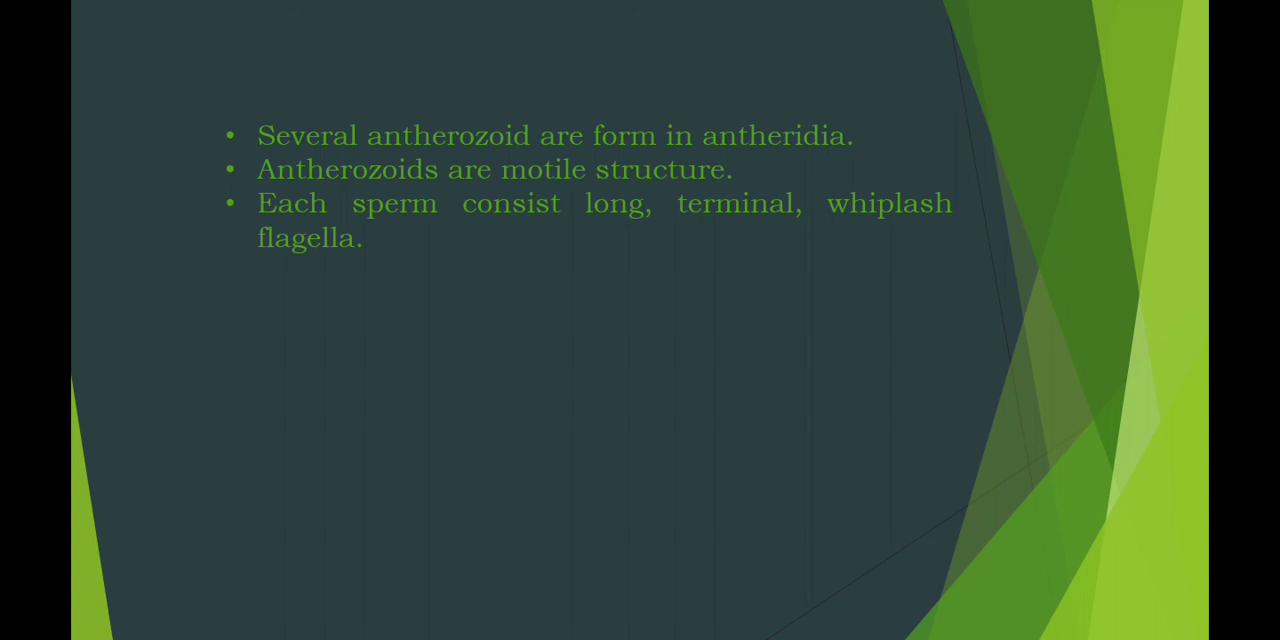 • Several antherozoid are form in antheridia.
• Antherozoids are motile structure.
• Each sperm consist long, terminal, whiplash
flagella.